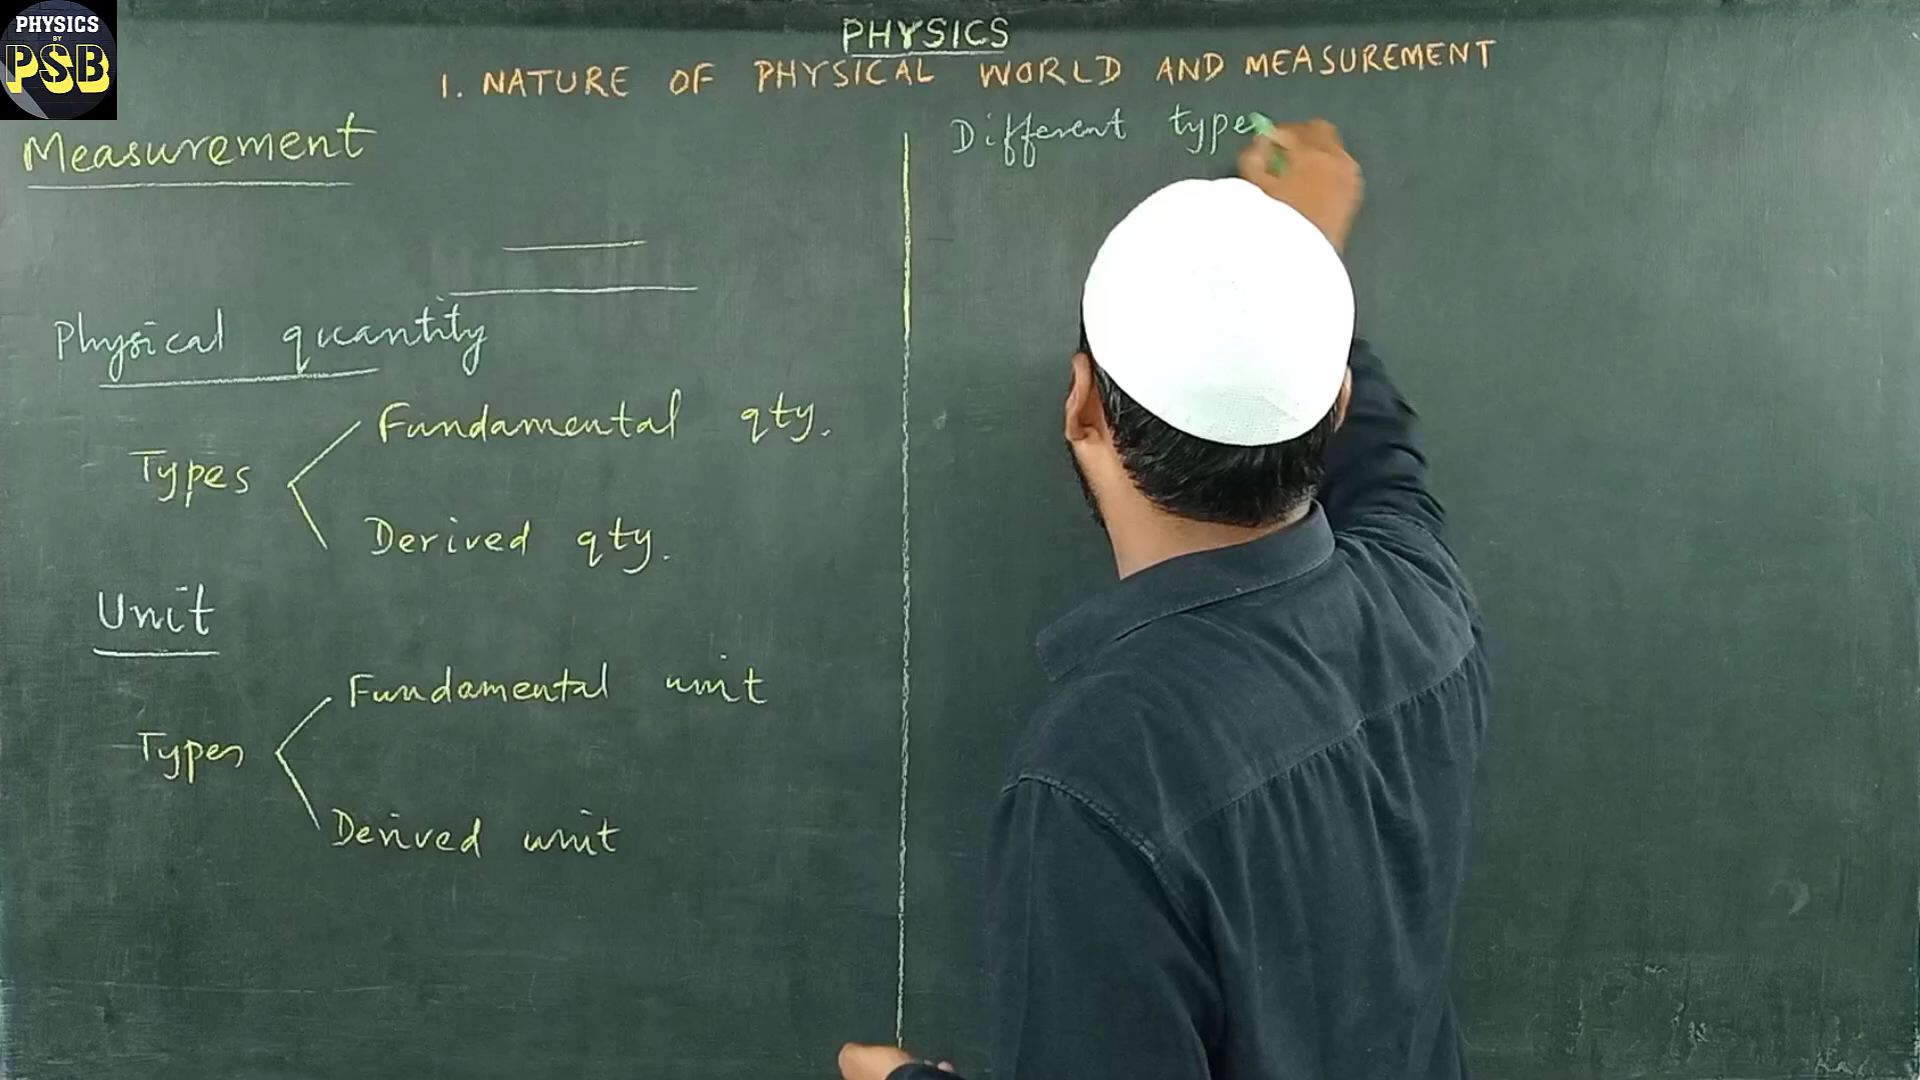 PHYSICS
BY
PSB
PHYSICS
1. NATURE OF PHYSICAL WORLD AND MEASUREMENT
Measurement
Physical quantity
Types
Fundamental qty.
Derived qty.
Unit
Types
Fundamental unit
Derived unit
Different types